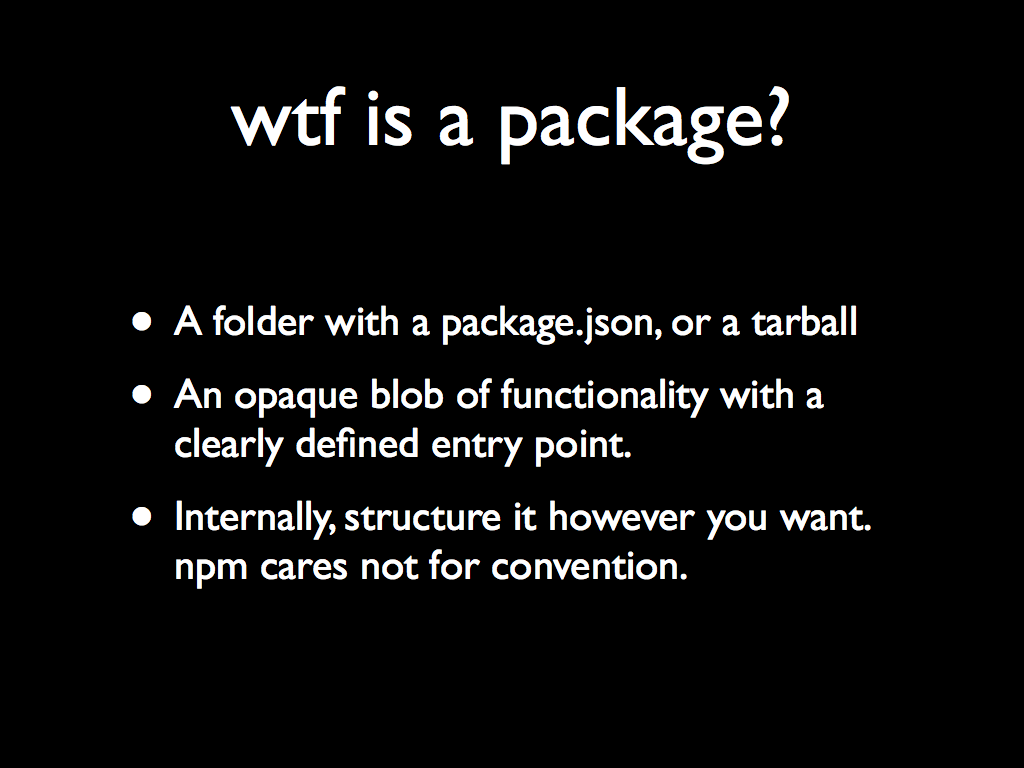 wtf is a package?
• A folder with a package.json, or a tarball
• An opaque blob of functionality with a
clearly defined entry point.
• Internally, structure it however you want.
npm cares not for convention.